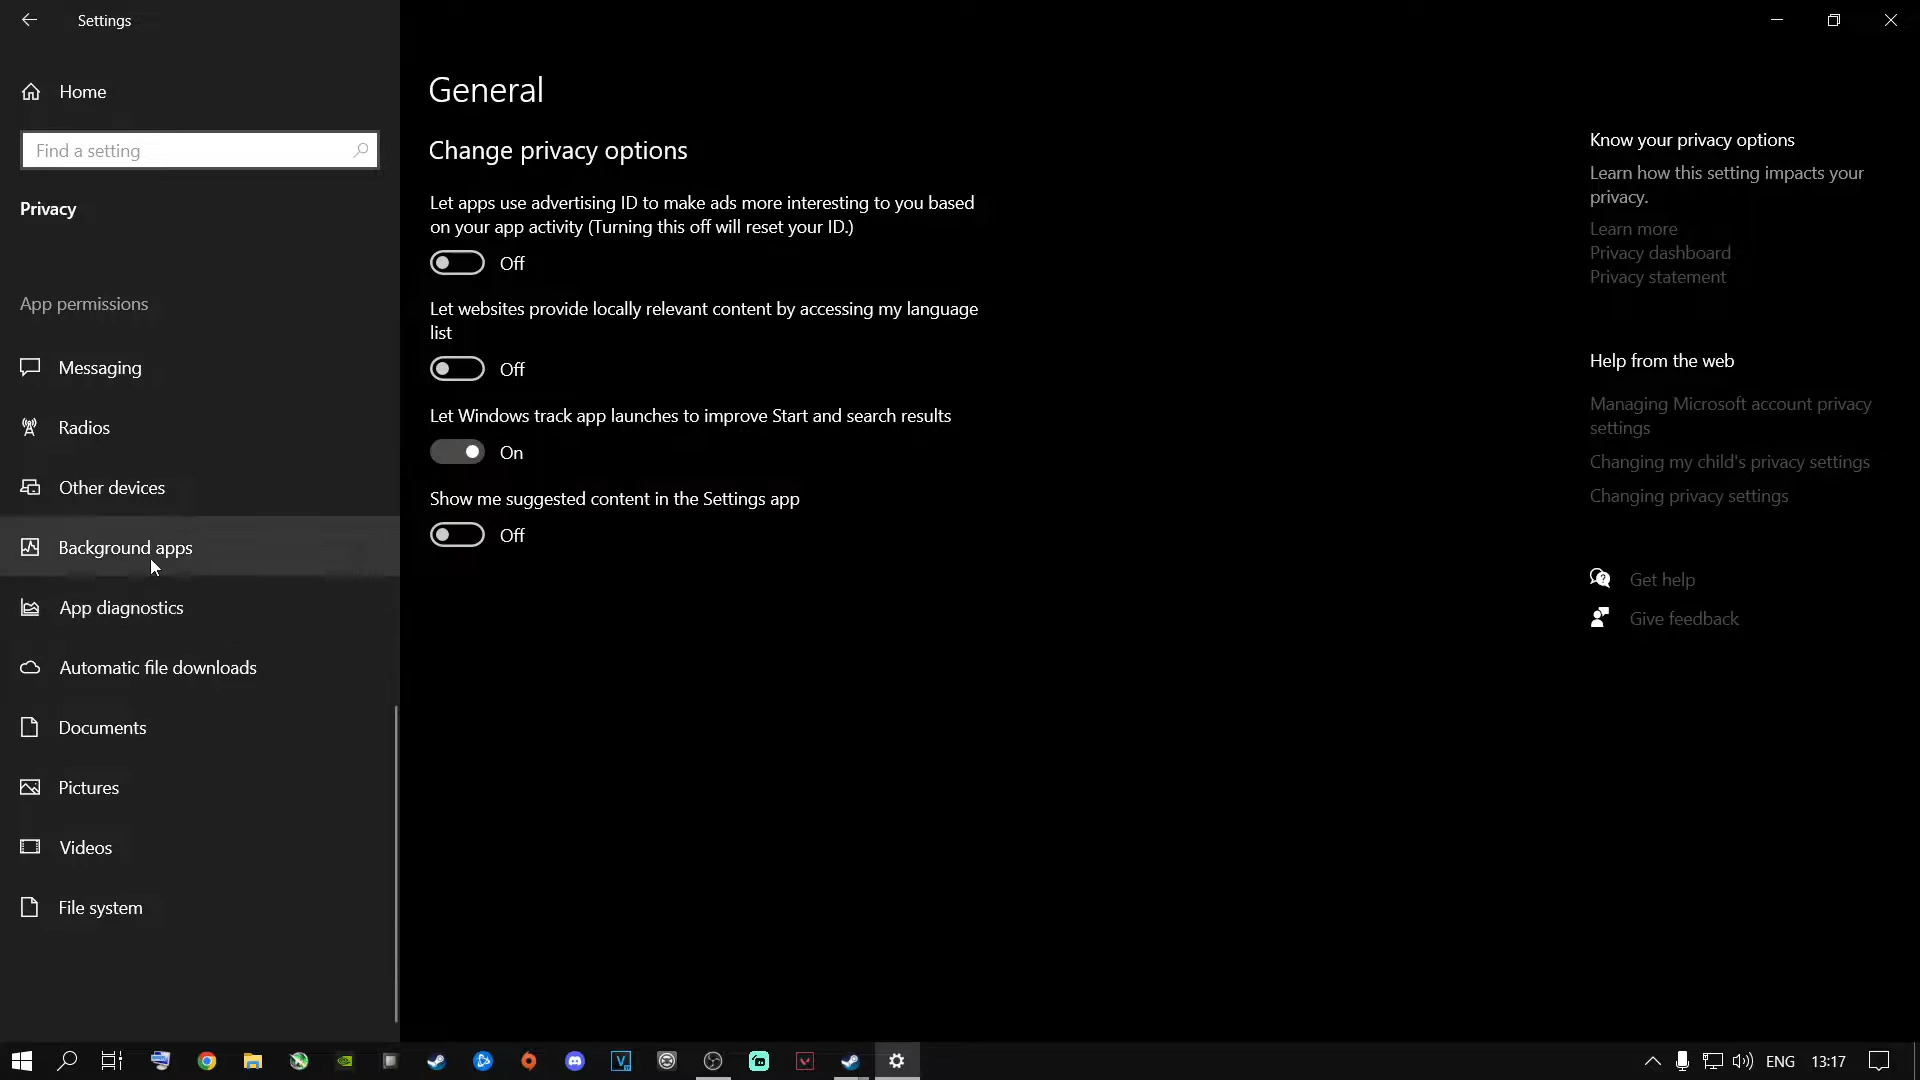 Settings
Home
Find a setting
Privacy
App permissions
Messaging
Radios
Other devices
Background apps
App diagnostics
Automatic file downloads
Documents
Pictures
Videos
File system
General
Change privacy options
Let apps use advertising ID to make ads more interesting to you based
on your app activity (Turning this off will reset your ID.)
Off
Let websites provide locally relevant content by accessing my language
list
Off
Let Windows track app launches to improve Start and search results
On
Show me suggested content in the Settings app
Off
Know your privacy options
Learn how this setting impacts your
privacy.
Learn more
Privacy dashboard
Privacy statement
Help from the web
Managing Microsoft account privacy
settings
Changing my child's privacy settings
Changing privacy settings
Get help
Give feedback
ENG
13:17